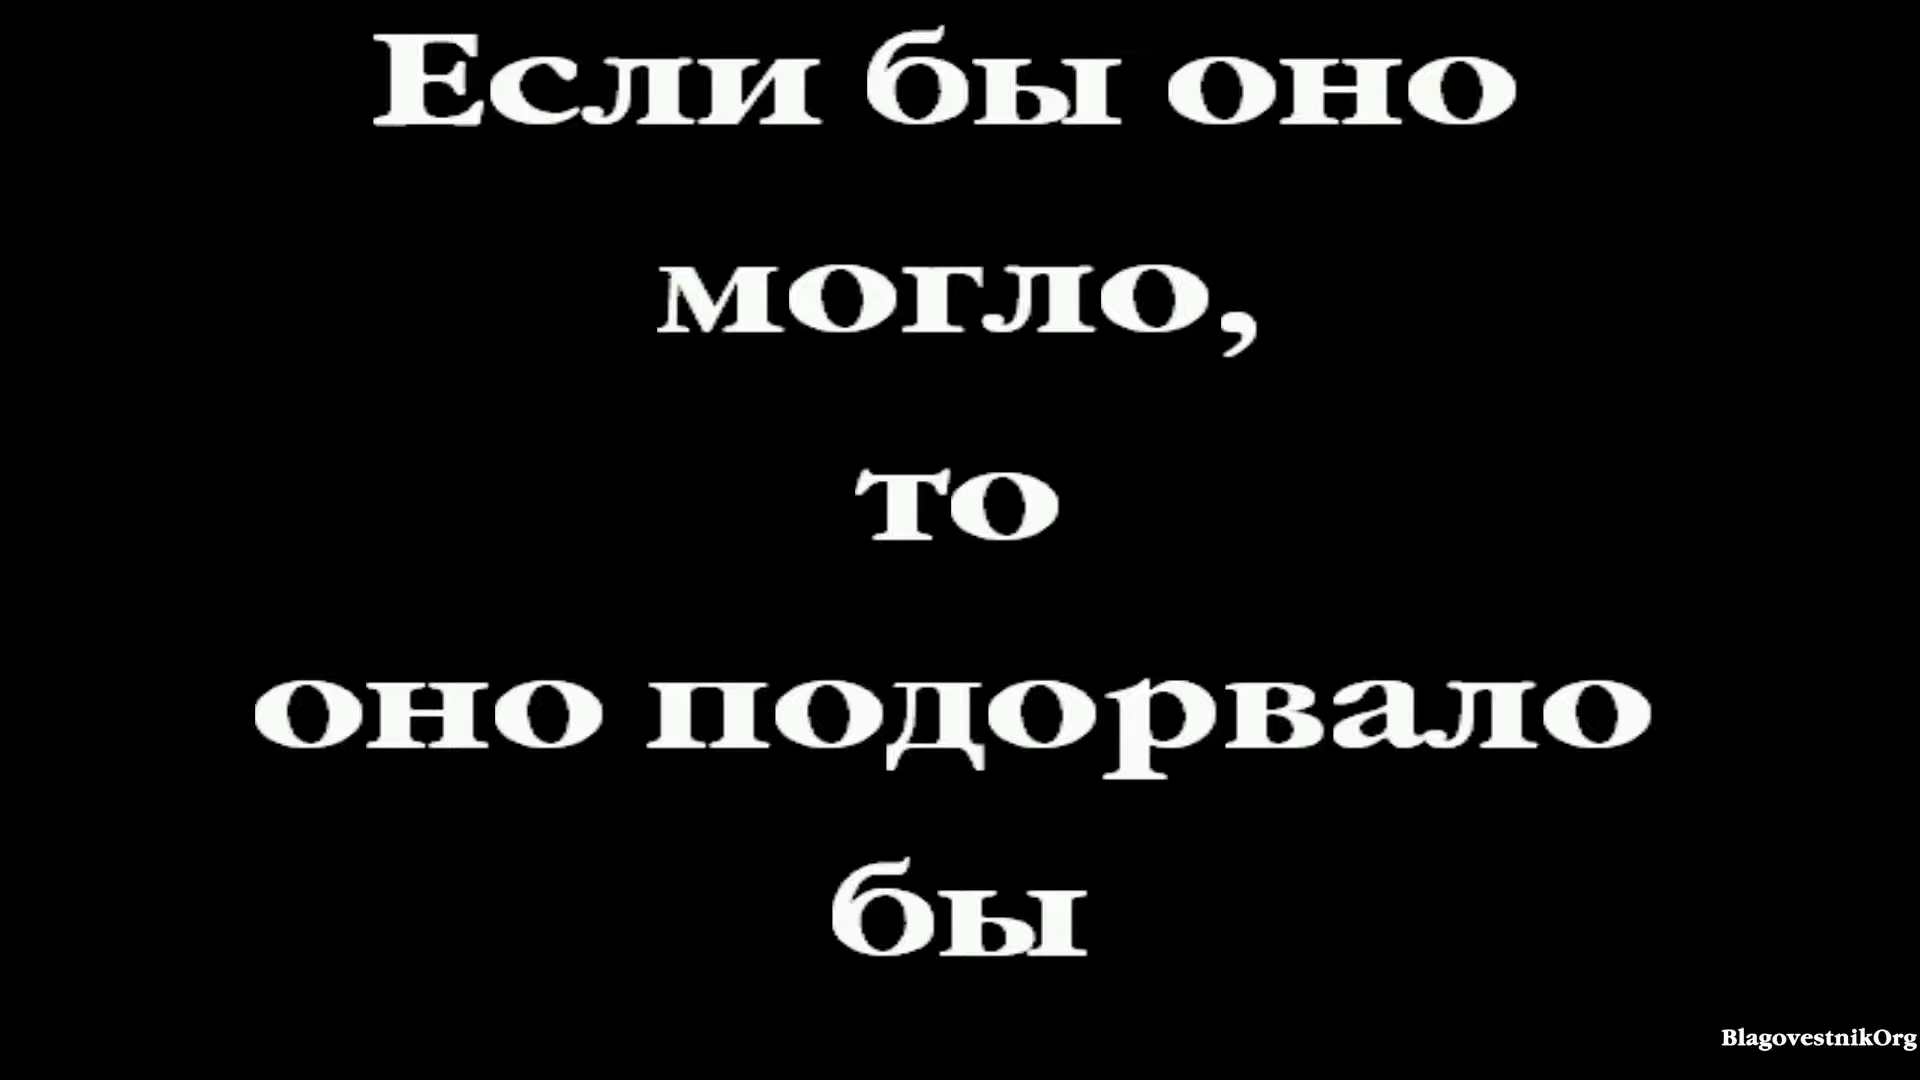 Если бы оно
могло,
то
оно подорвало
бы
BlagovestnikOrg